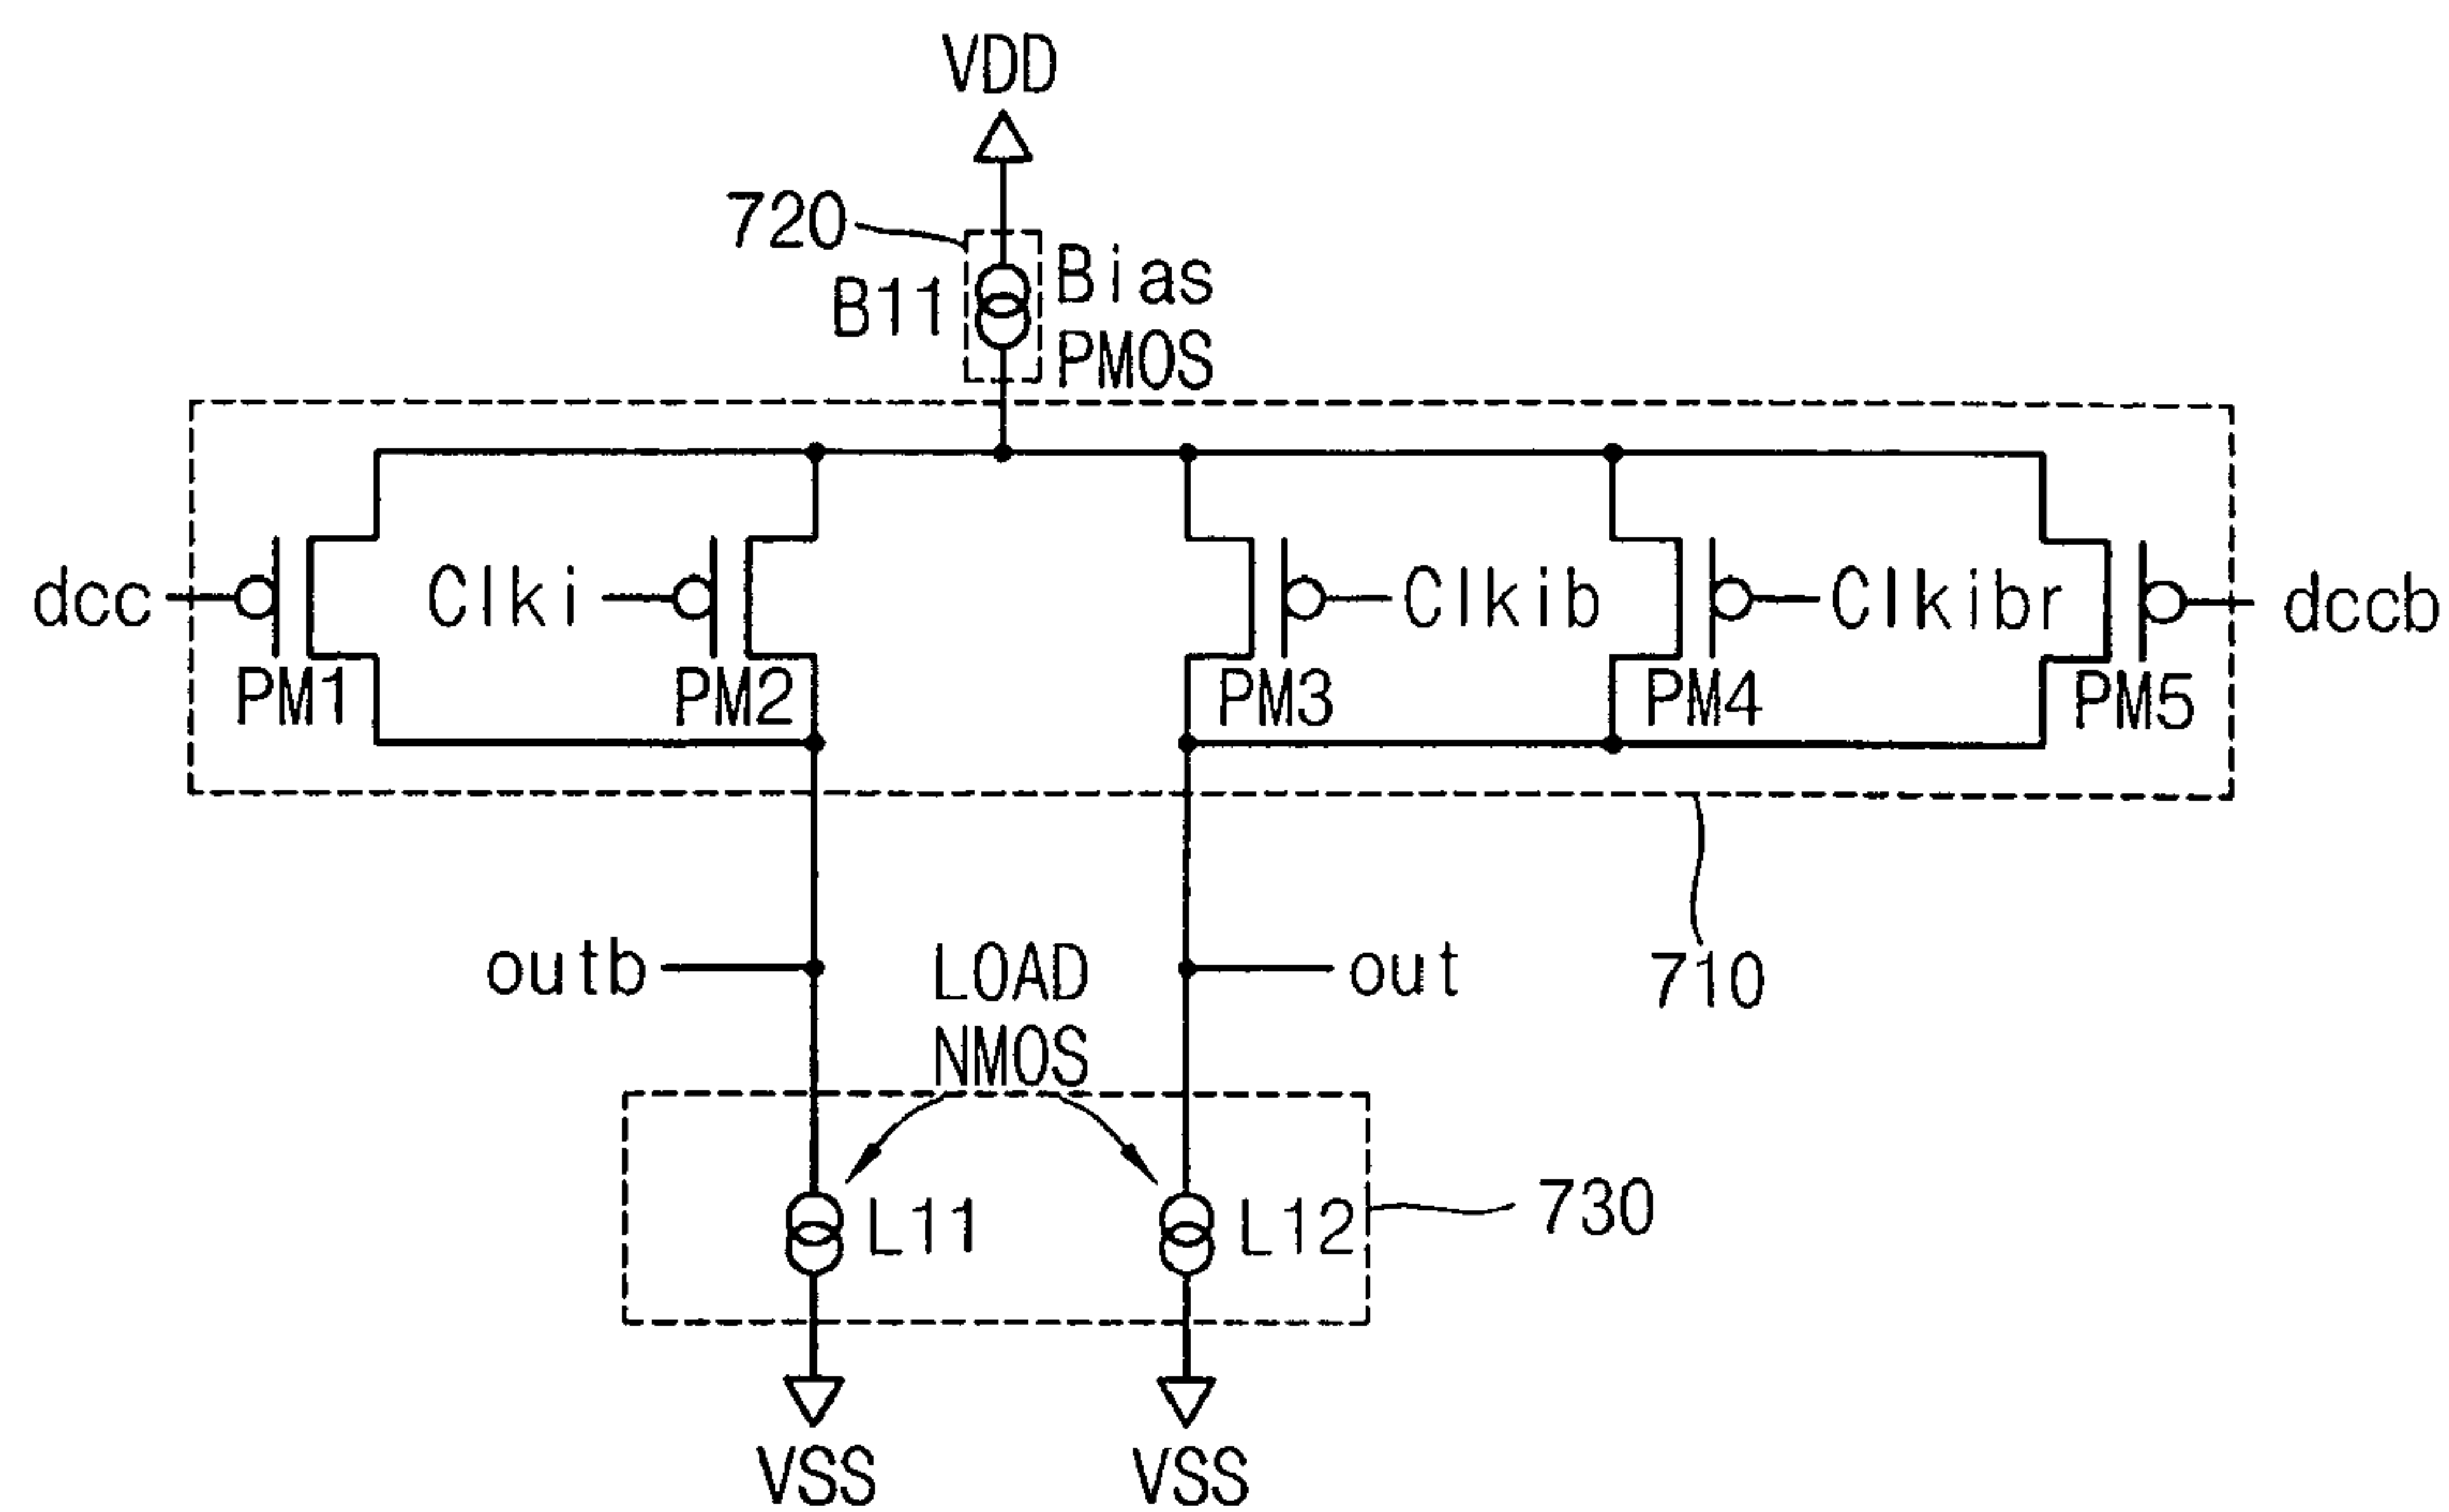 VDD
720
B11
Bias
PMOS
dcc
Clki
Clkib
Clkibr
dccb
PM1
PM2
PM3
PM4
PM5
outb
LOAD
NMOS
out
710
L11
L12
730
VSS
VSS